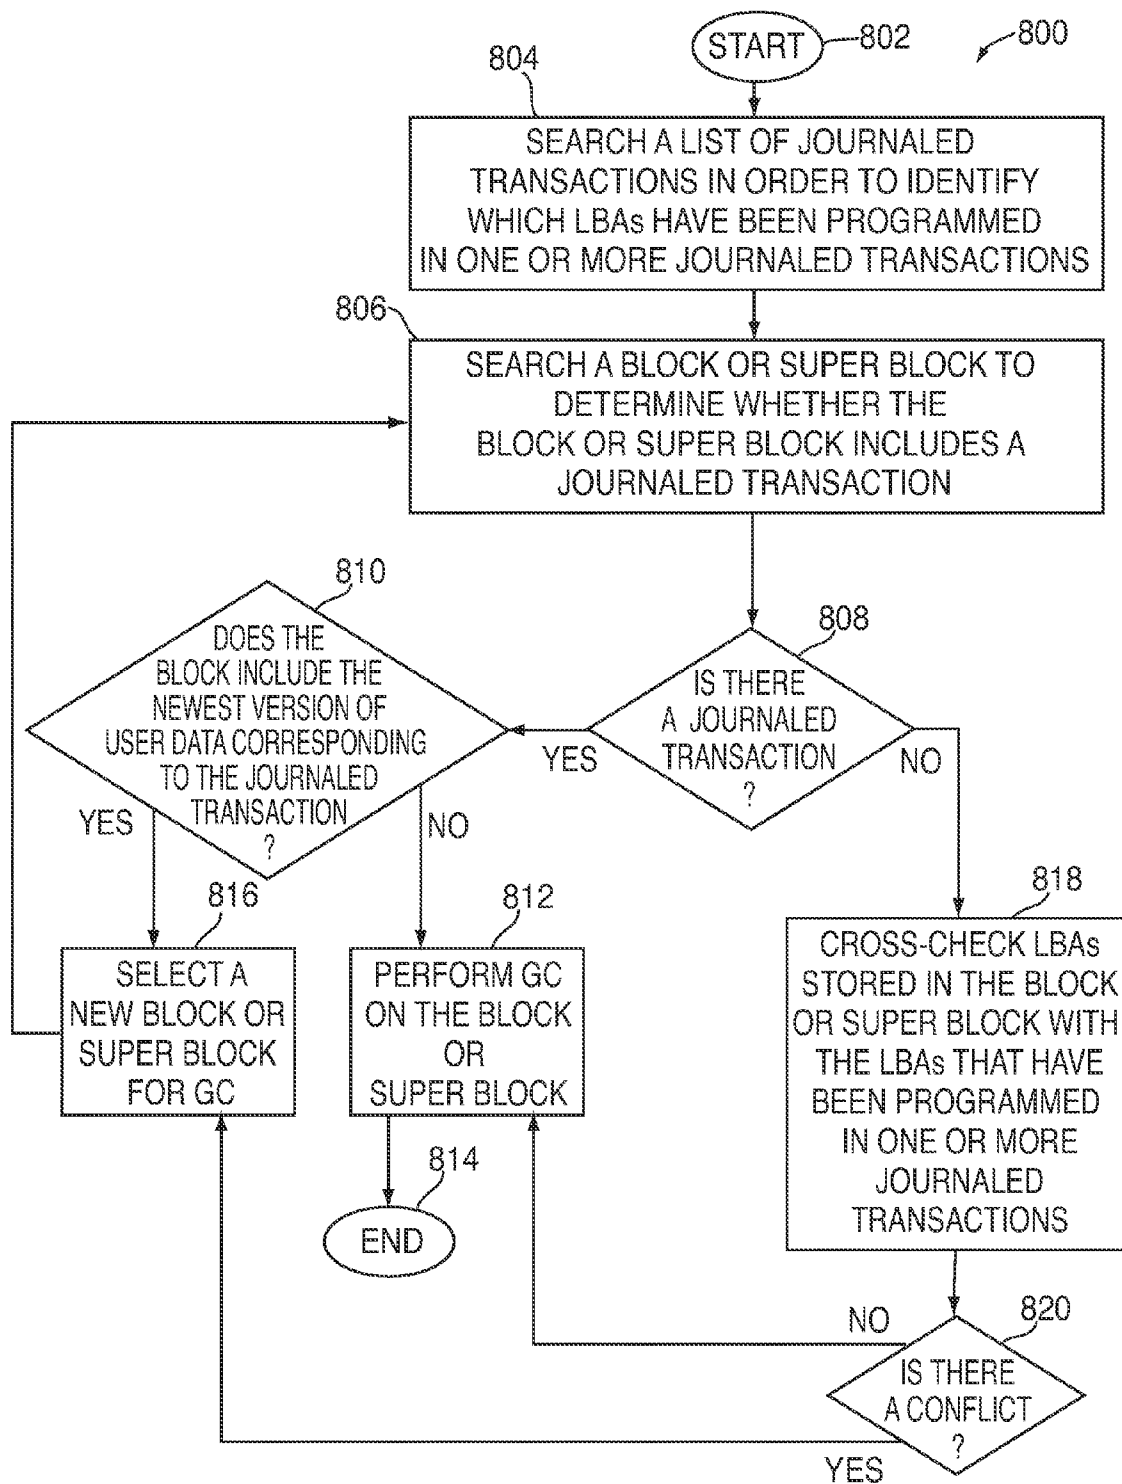 START
802
800
804
SEARCH A LIST OF JOURNALED
TRANSACTIONS IN ORDER TO IDENTIFY
WHICH LBAs HAVE BEEN PROGRAMMED
IN ONE OR MORE JOURNALED TRANSACTIONS
806
SEARCH A BLOCK OR SUPER BLOCK TO
DETERMINE WHETHER THE
BLOCK OR SUPER BLOCK INCLUDES A
JOURNALED TRANSACTION
810
DOES THE
BLOCK INCLUDE THE
NEWEST VERSION OF
USER DATA CORRESPONDING
TO THE JOURNALED
TRANSACTION
?
808
IS THERE
A JOURNALED
TRANSACTION
?
YES
NO
YES
NO
816
SELECT A
NEW BLOCK OR
SUPER BLOCK
FOR GC
812
PERFORM GC
ON THE BLOCK
OR
SUPER BLOCK
818
CROSS-CHECK LBAs
STORED IN THE BLOCK
OR SUPER BLOCK WITH
THE LBAs THAT HAVE
BEEN PROGRAMMED
IN ONE OR MORE
JOURNALED
TRANSACTIONS
814
END
820
IS THERE
A CONFLICT
?
NO
YES